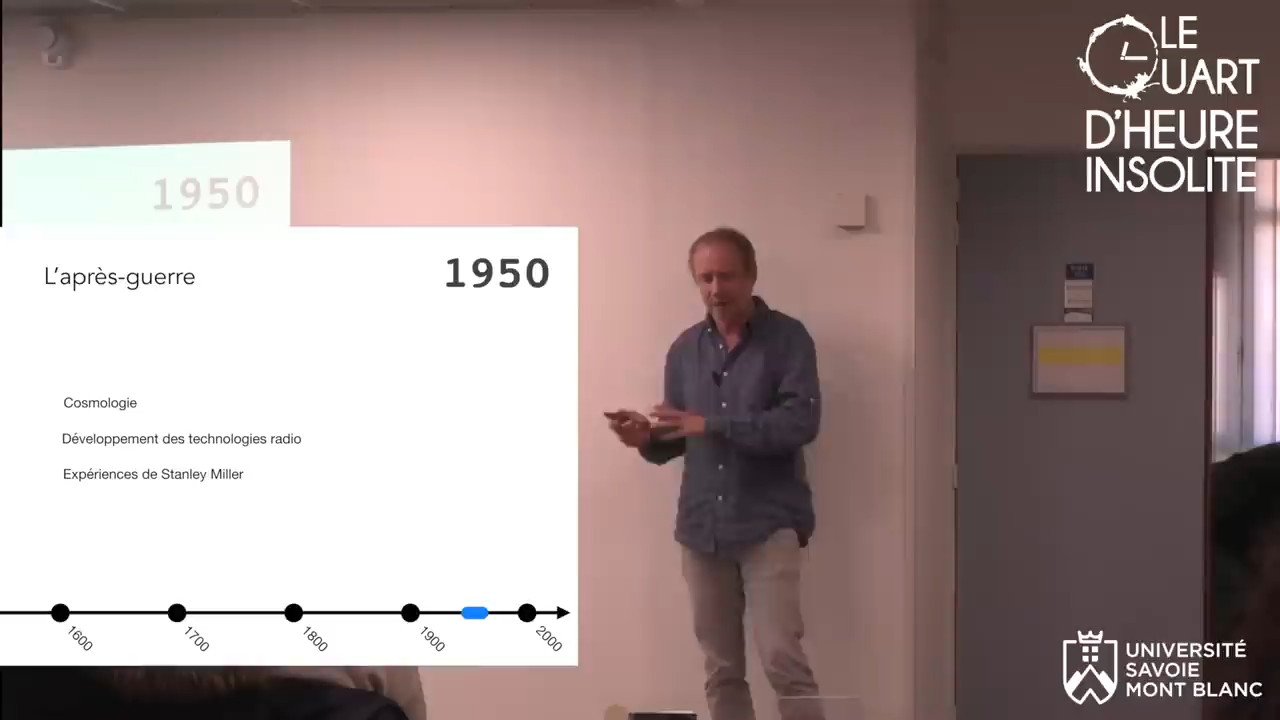 LE
QUART
D'HEURE
INSOLITE
1950
L'après-guerre
1950
Cosmologie
Développement des technologies radio
Expériences de Stanley Miller
1600
1700
1800
1900
2000
UNIVERSITÉ
SAVOIE
MONT BLANC